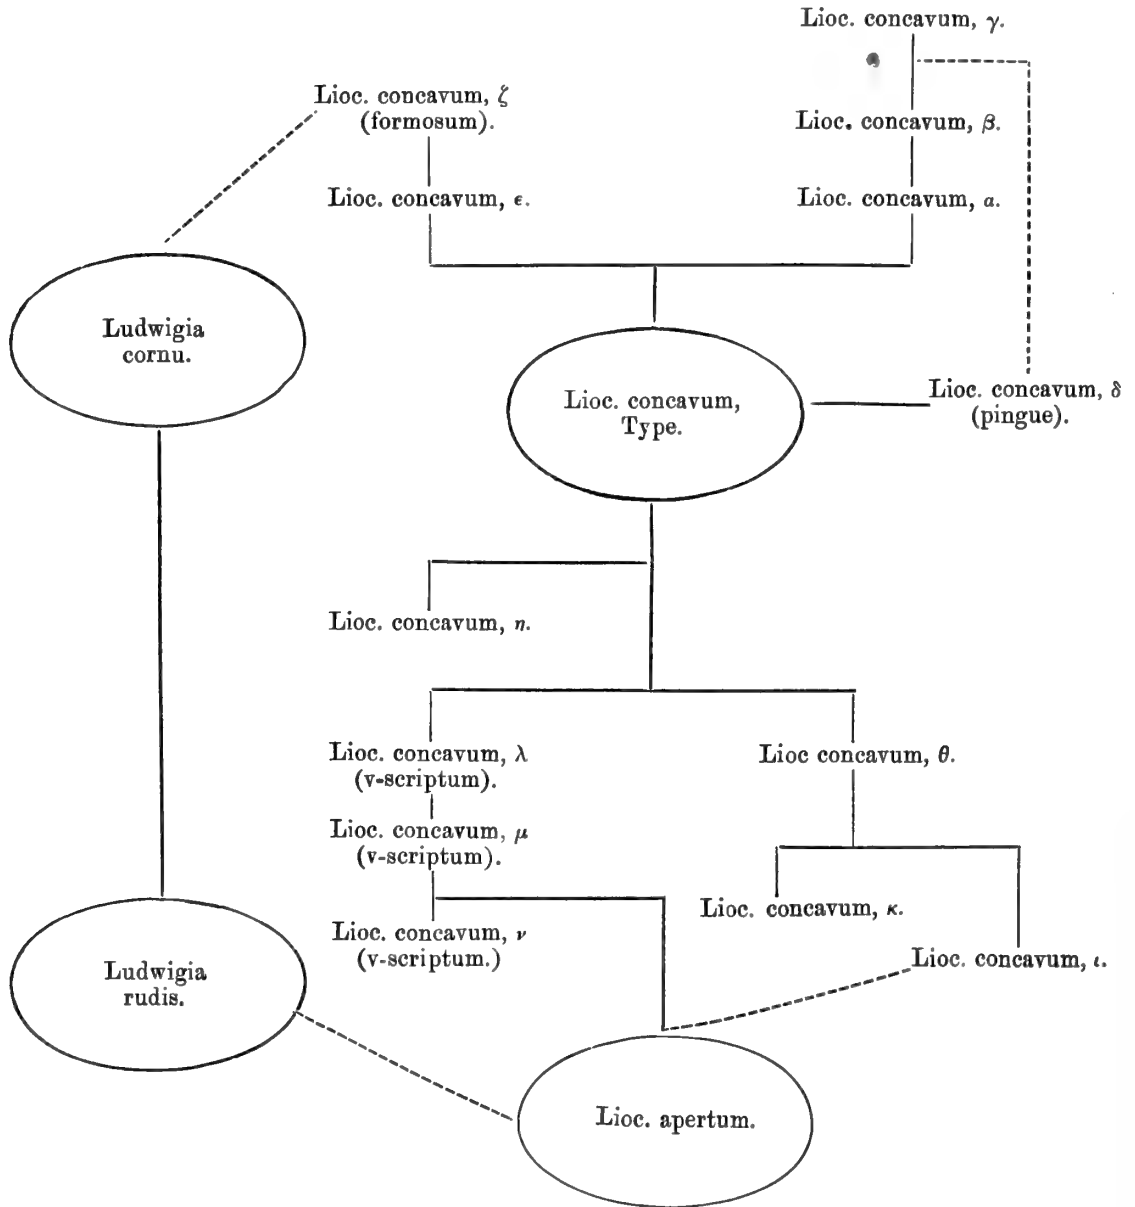 Lioc. concavum, γ.
Lioc. concavum, ζ
(formosum).
Lioc. concavum, β.
Lioc. concavum, ε.
Lioc. concavum, α.
Ludwigia
cornu.
Lioc. concavum,
Type.
Lioc. concavum, δ
(pingue).
Lioc. concavum, η.
Lioc. concavum, λ
(v-scriptum).
Lioc concavum, θ.
Lioc. concavum, μ
(v-scriptum).
Lioc. concavum, κ.
Lioc. concavum, ν
(v-scriptum.)
Lioc. concavum, ι.
Ludwigia
rudis.
Lioc. apertum.